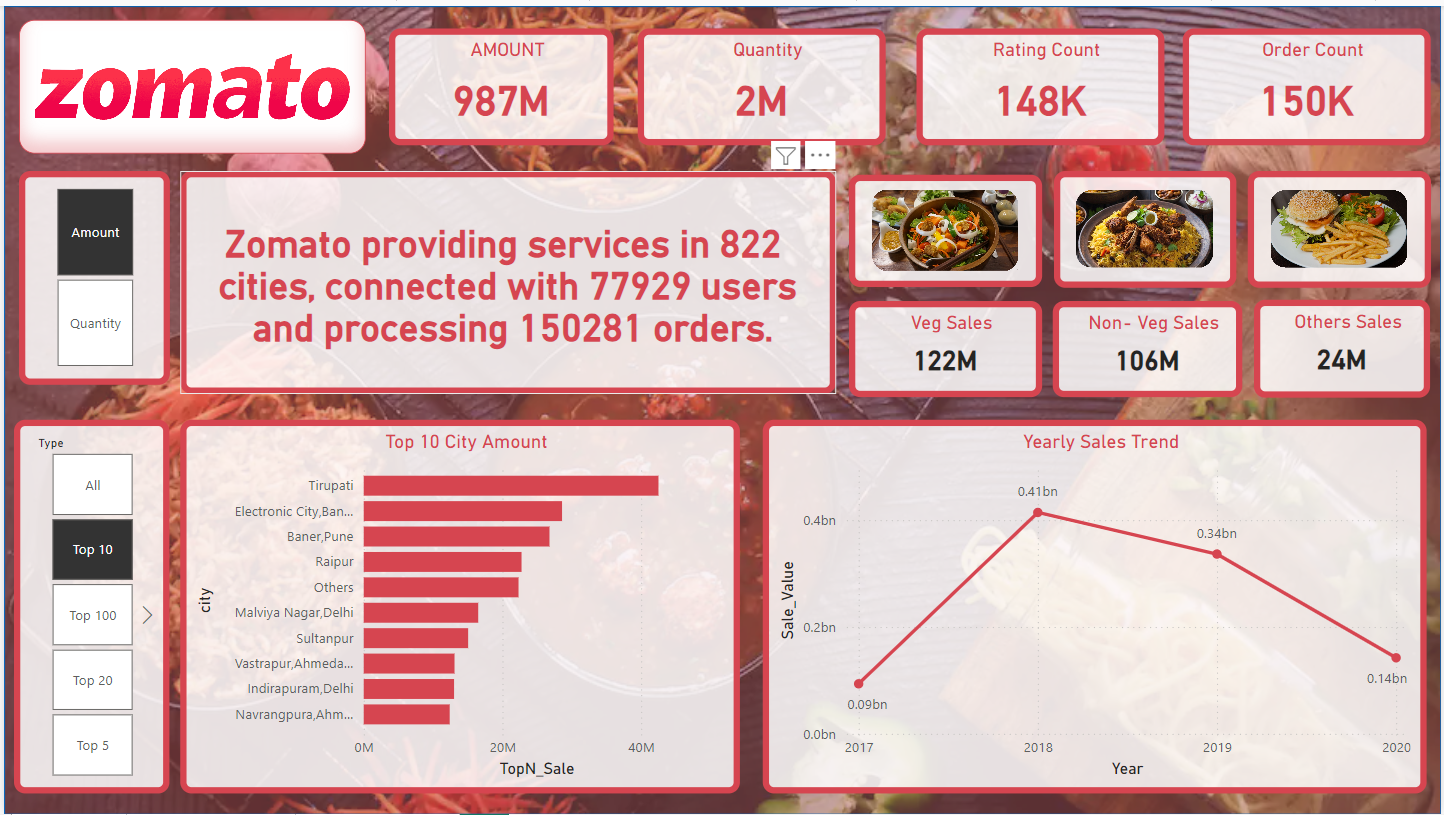 zomato
AMOUNT
987M
Quantity
2M
Rating Count
148K
Order Count
150K
Amount
Quantity
Zomato providing services in 822
cities, connected with 77929 users
and processing 150281 orders.
Veg Sales
122M
Non- Veg Sales
106M
Others Sales
24M
Type
All
Top 10
Top 100
Top 20
Top 5
Top 10 City Amount
city
Tirupati
Electronic City,Ban...
Baner,Pune
Raipur
Others
Malviya Nagar,Delhi
Sultanpur
Vastrapur,Ahmeda...
Indirapuram,Delhi
Navrangpura,Ahm...
0M 20M 40M
TopN_Sale
Yearly Sales Trend
Sale_Value
0.4bn
0.2bn
0.0bn
0.09bn
0.41bn
0.34bn
0.14bn
2017 2018 2019 2020
Year